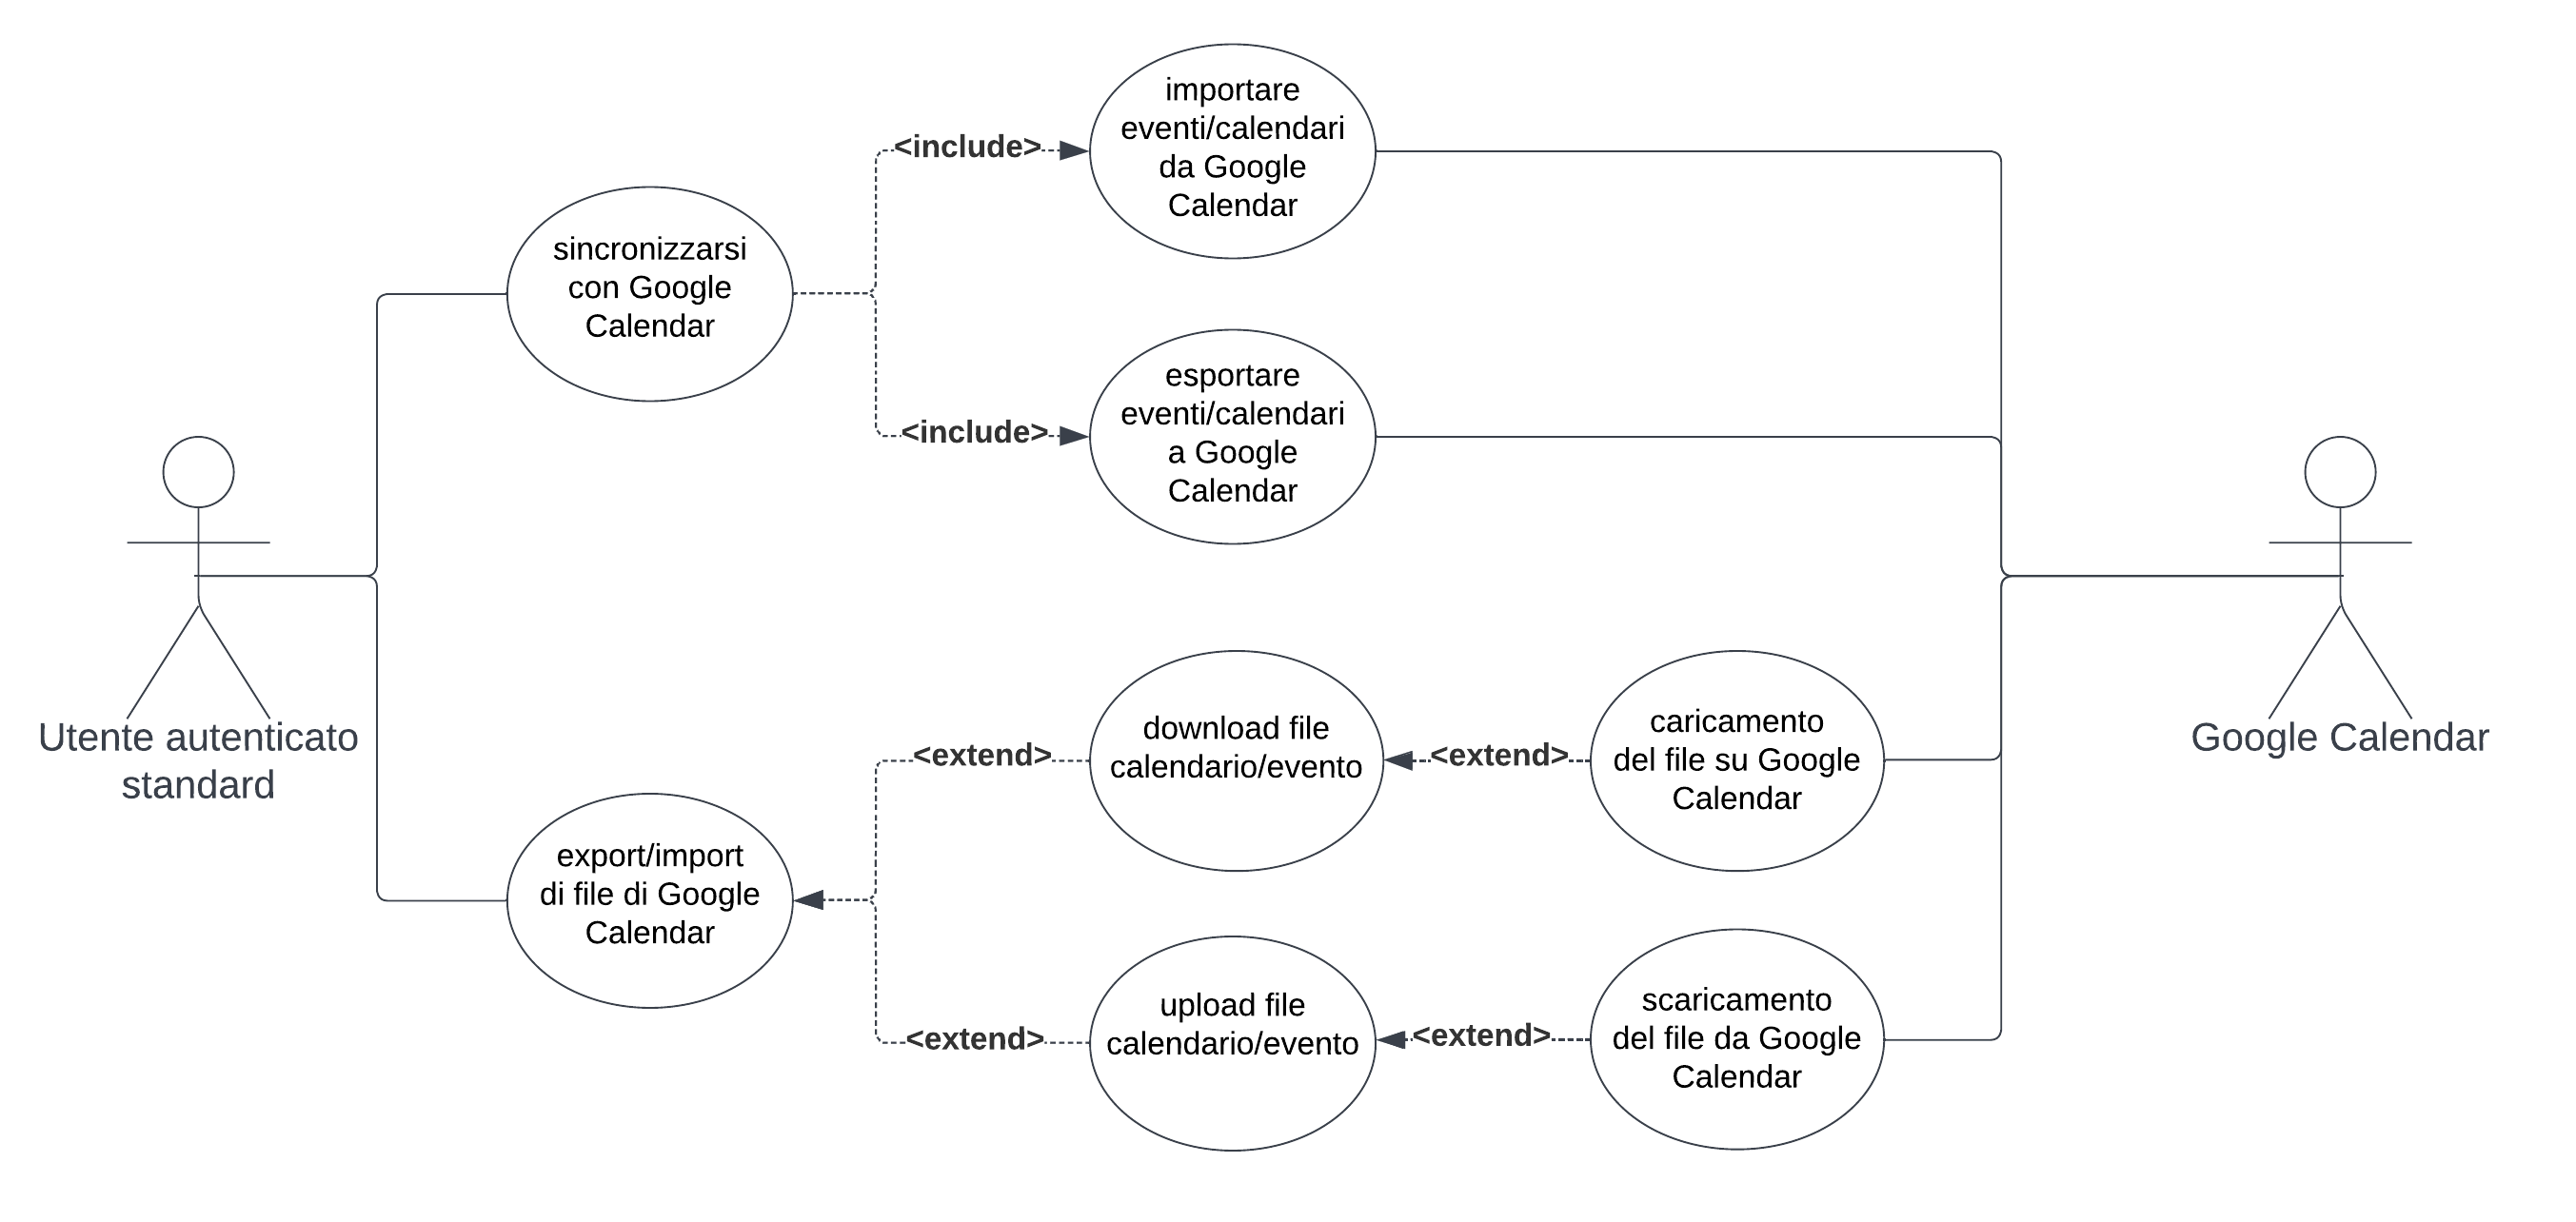 importare
eventi/calendari
da Google
Calendar
<include>
sincronizzarsi
con Google
Calendar
esportare
eventi/calendari
a Google
Calendar
<include>
Utente autenticato
standard
Google Calendar
download file
calendario/evento
<extend>
<extend>
caricamento
del file su Google
Calendar
export/import
di file di Google
Calendar
upload file
calendario/evento
<extend>
<extend>
scaricamento
del file da Google
Calendar